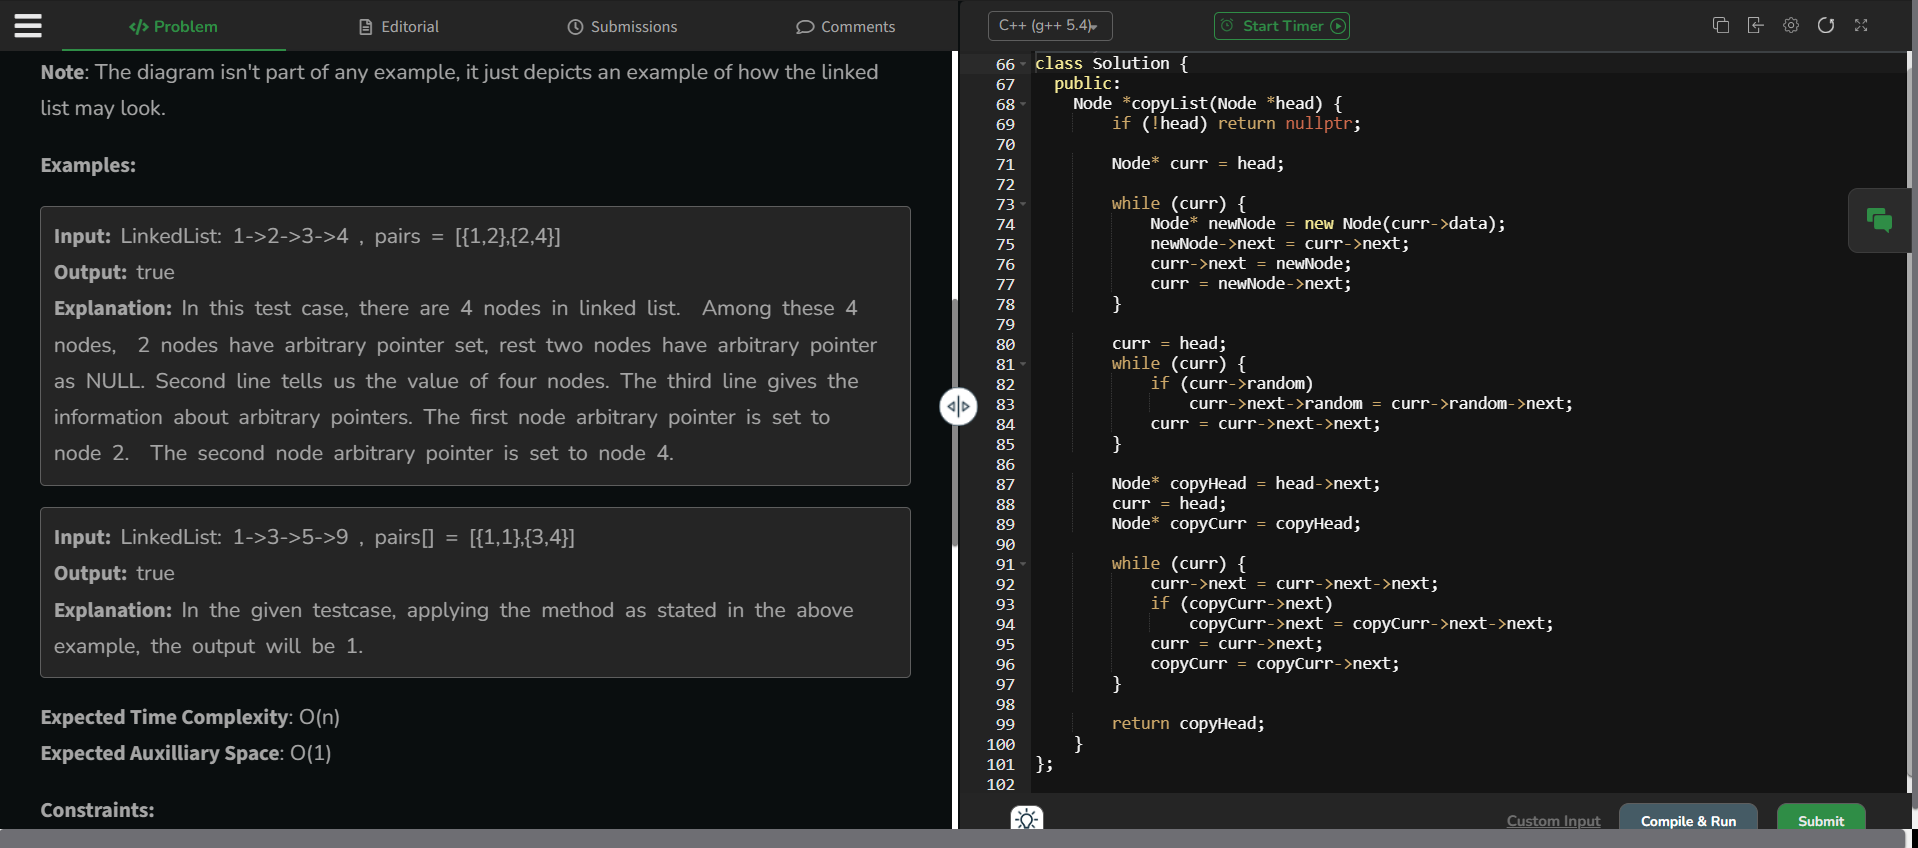 </> Problem
Editorial
Submissions
Comments
Note: The diagram isn't part of any example, it just depicts an example of how the linked
list may look.
Examples:
Input: LinkedList: 1->2->3->4 , pairs = [{1,2},{2,4}]
Output: true
Explanation: In this test case, there are 4 nodes in linked list.  Among these 4
nodes,  2 nodes have arbitrary pointer set, rest two nodes have arbitrary pointer
as NULL. Second line tells us the value of four nodes. The third line gives the
information about arbitrary pointers. The first node arbitrary pointer is set to
node 2.  The second node arbitrary pointer is set to node 4.
Input: LinkedList: 1->3->5->9 , pairs[] = [{1,1},{3,4}]
Output: true
Explanation: In the given testcase, applying the method as stated in the above
example, the output will be 1.
Expected Time Complexity: O(n)
Expected Auxilliary Space: O(1)
Constraints:
C++ (g++ 5.4)
Start Timer
66 class Solution {
67   public:
68     Node *copyList(Node *head) {
69         if (!head) return nullptr;
70
71         Node* curr = head;
72
73         while (curr) {
74             Node* newNode = new Node(curr->data);
75             newNode->next = curr->next;
76             curr->next = newNode;
77             curr = newNode->next;
78         }
79
80         curr = head;
81         while (curr) {
82             if (curr->random)
83                 curr->next->random = curr->random->next;
84             curr = curr->next->next;
85         }
86
87         Node* copyHead = head->next;
88         curr = head;
89         Node* copyCurr = copyHead;
90
91         while (curr) {
92             curr->next = curr->next->next;
93             if (copyCurr->next)
94                 copyCurr->next = copyCurr->next->next;
95             curr = curr->next;
96             copyCurr = copyCurr->next;
97         }
98
99         return copyHead;
100     }
101 };
102
Custom Input
Compile & Run
Submit